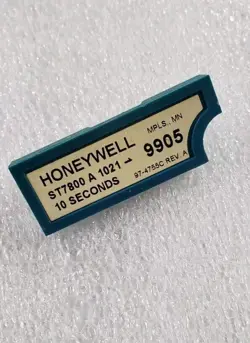 HONEYWELL
ST7800 A 1021 →
10 SECONDS
MPLS., MN
9905
97-4755C REV. A